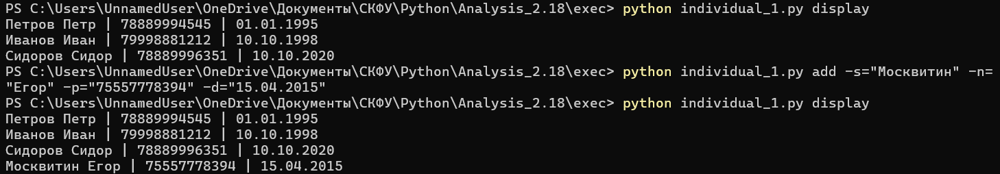 PS C:\Users\UnnamedUser\OneDrive\Документы\СКФУ\Python\Analysis_2.18\exec> python individual_1.py display
Петров Петр | 78889994545 | 01.01.1995
Иванов Иван | 79998881212 | 10.10.1998
Сидоров Сидор | 78889996351 | 10.10.2020
PS C:\Users\UnnamedUser\OneDrive\Документы\СКФУ\Python\Analysis_2.18\exec> python individual_1.py add -s="Москвитин" -n=
"Егор" -p="75557778394" -d="15.04.2015"
PS C:\Users\UnnamedUser\OneDrive\Документы\СКФУ\Python\Analysis_2.18\exec> python individual_1.py display
Петров Петр | 78889994545 | 01.01.1995
Иванов Иван | 79998881212 | 10.10.1998
Сидоров Сидор | 78889996351 | 10.10.2020
Москвитин Егор | 75557778394 | 15.04.2015